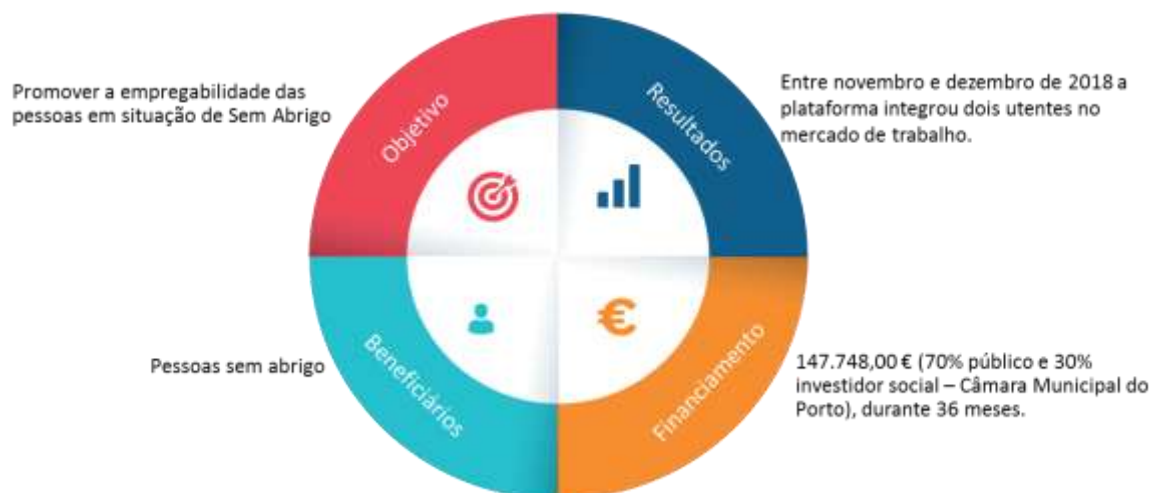 Promover a empregabilidade das
pessoas em situação de Sem Abrigo
Objetivo
Resultados
Entre novembro e dezembro de 2018 a
plataforma integrou dois utentes no
mercado de trabalho.
Pessoas sem abrigo
Beneficiários
€
Financiamento
147.748,00 € (70% público e 30%
investidor social – Câmara Municipal do
Porto), durante 36 meses.